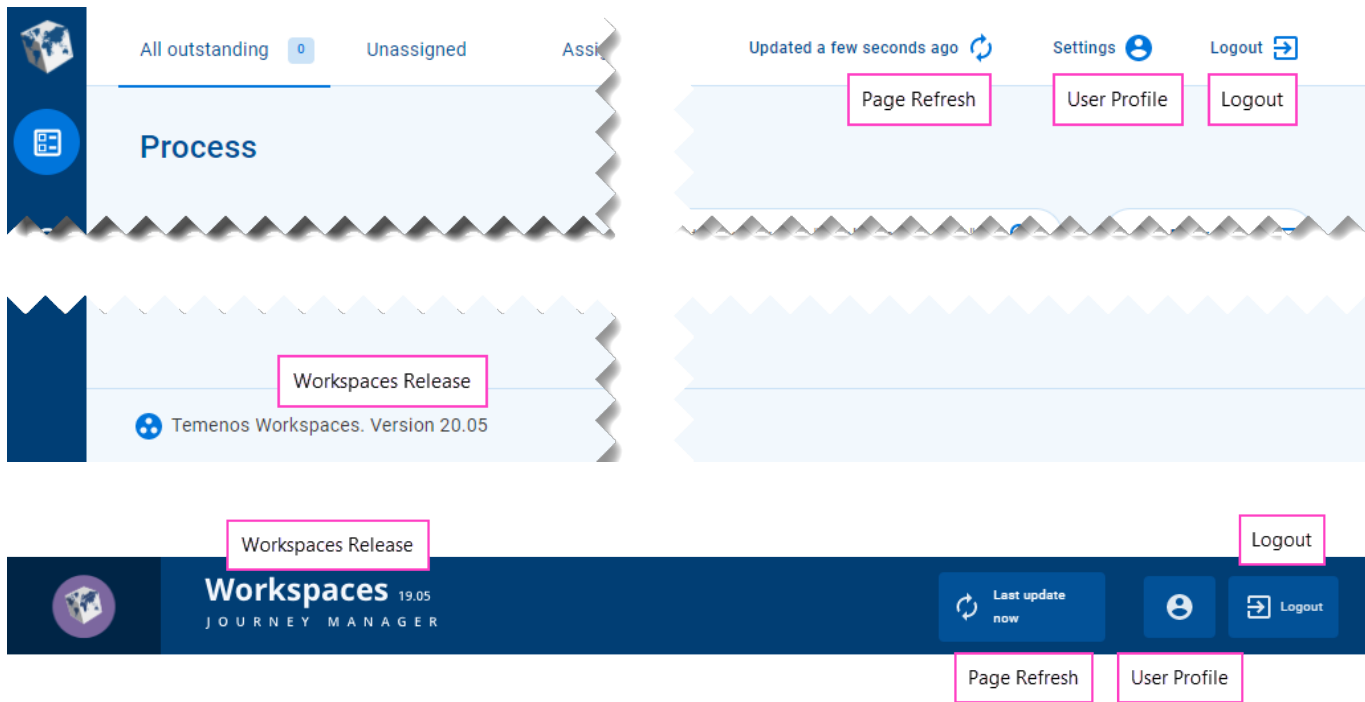 All outstanding 0 Unassigned
Updated a few seconds ago Settings Logout
Page Refresh User Profile Logout
Process
Workspaces Release
Temenos Workspaces. Version 20.05
Workspaces Release
Logout
Workspaces 19.05
JOURNEY MANAGER
Last update
now
Logout
Page Refresh User Profile